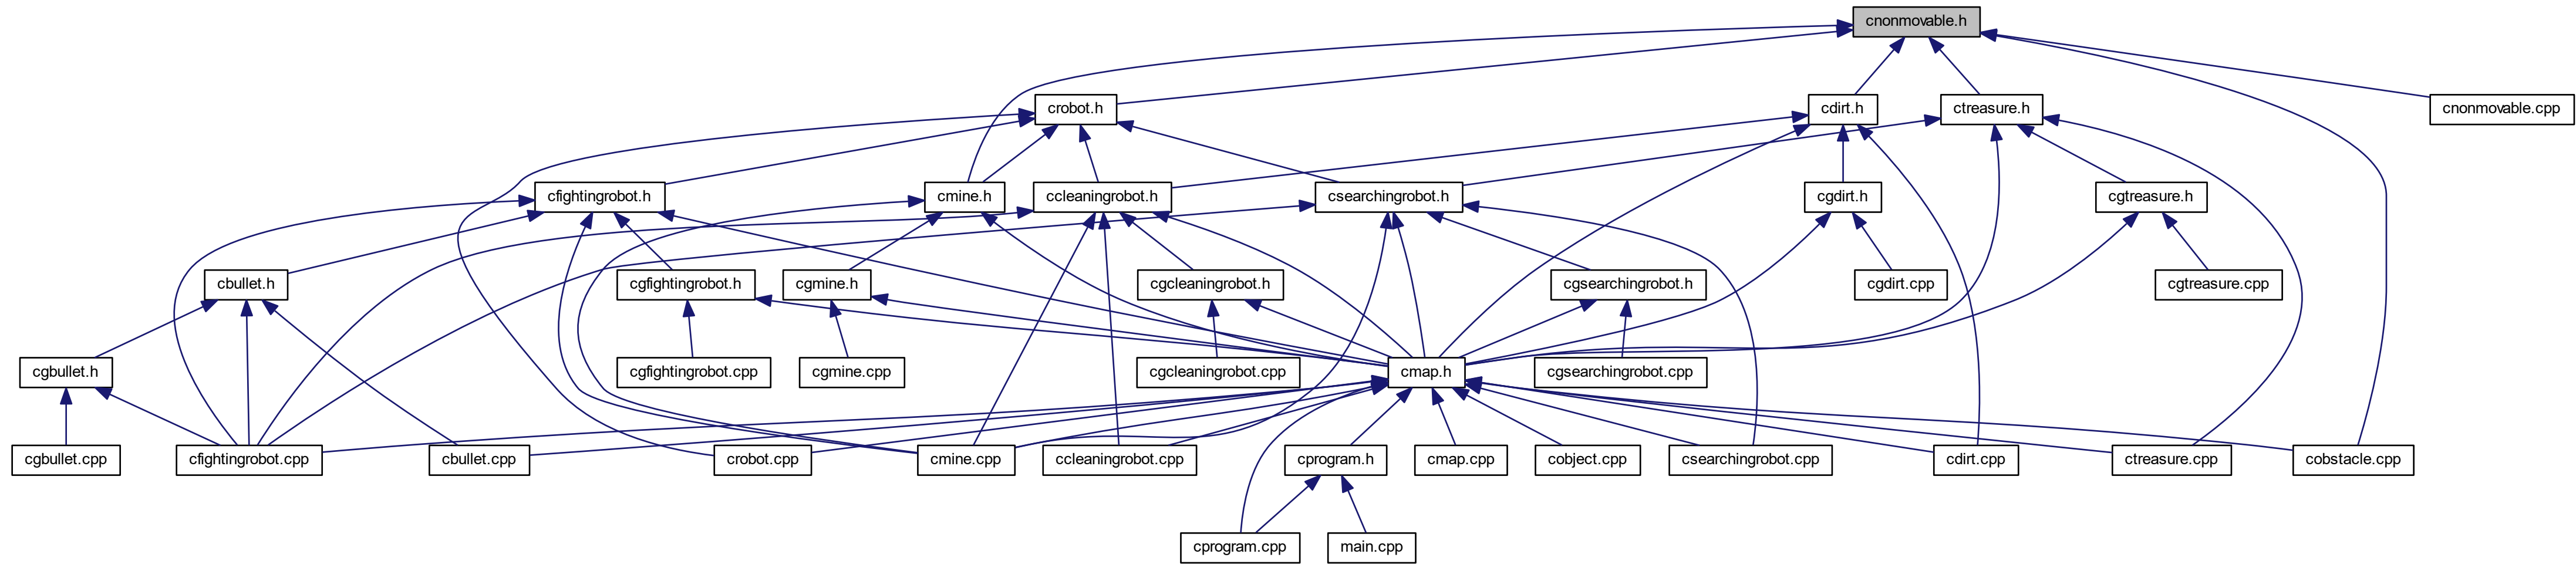 cnonmovable.h
crobot.h
cdirt.h
ctreasure.h
cnonmovable.cpp
cfightingrobot.h
cmine.h
ccleaningrobot.h
csearchingrobot.h
cgdirt.h
cgtreasure.h
cbullet.h
cgfightingrobot.h
cgmine.h
cgcleaningrobot.h
cgsearchingrobot.h
cgdirt.cpp
cgtreasure.cpp
cgbullet.h
cgfightingrobot.cpp
cgmine.cpp
cgcleaningrobot.cpp
cmap.h
cgsearchingrobot.cpp
cgbullet.cpp
cfightingrobot.cpp
cbullet.cpp
crobot.cpp
cmine.cpp
ccleaningrobot.cpp
cprogram.h
cmap.cpp
cobject.cpp
csearchingrobot.cpp
cdirt.cpp
ctreasure.cpp
cobstacle.cpp
cprogram.cpp
main.cpp